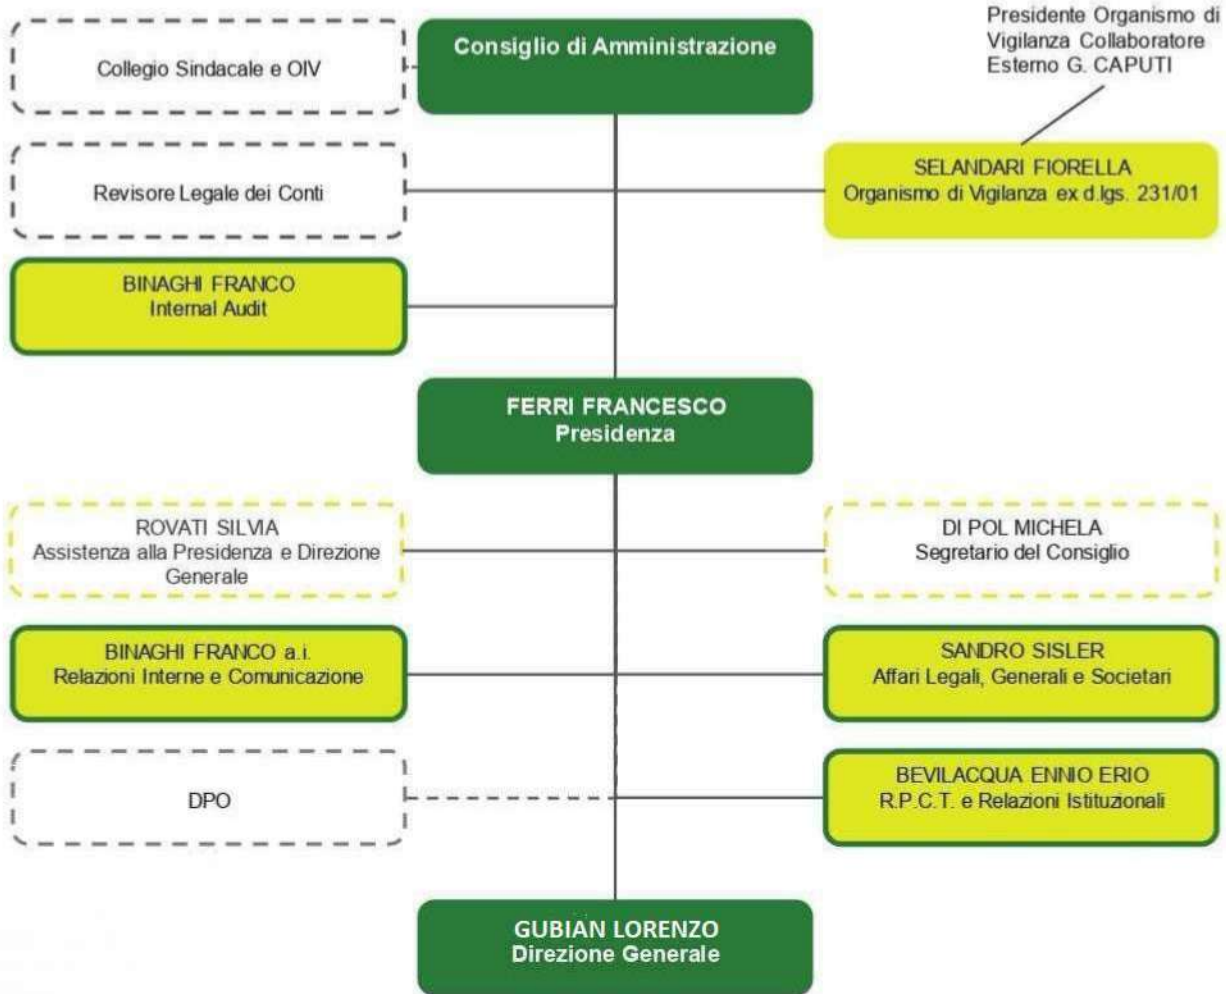 Presidente Organismo di
Vigilanza Collaboratore
Esterno G. CAPUTI
Consiglio di Amministrazione
Collegio Sindacale e OIV
Revisore Legale dei Conti
SELANDARI FIORELLA
Organismo di Vigilanza ex d.lgs. 231/01
BINAGHI FRANCO
Internal Audit
FERRI FRANCESCO
Presidenza
ROVATI SILVIA
Assistenza alla Presidenza e Direzione
Generale
DI POL MICHELA
Segretario del Consiglio
BINAGHI FRANCO a.i.
Relazioni Interne e Comunicazione
SANDRO SISLER
Affari Legali, Generali e Societari
DPO
BEVILACQUA ENNIO ERIO
R.P.C.T. e Relazioni Istituzionali
GUBIAN LORENZO
Direzione Generale